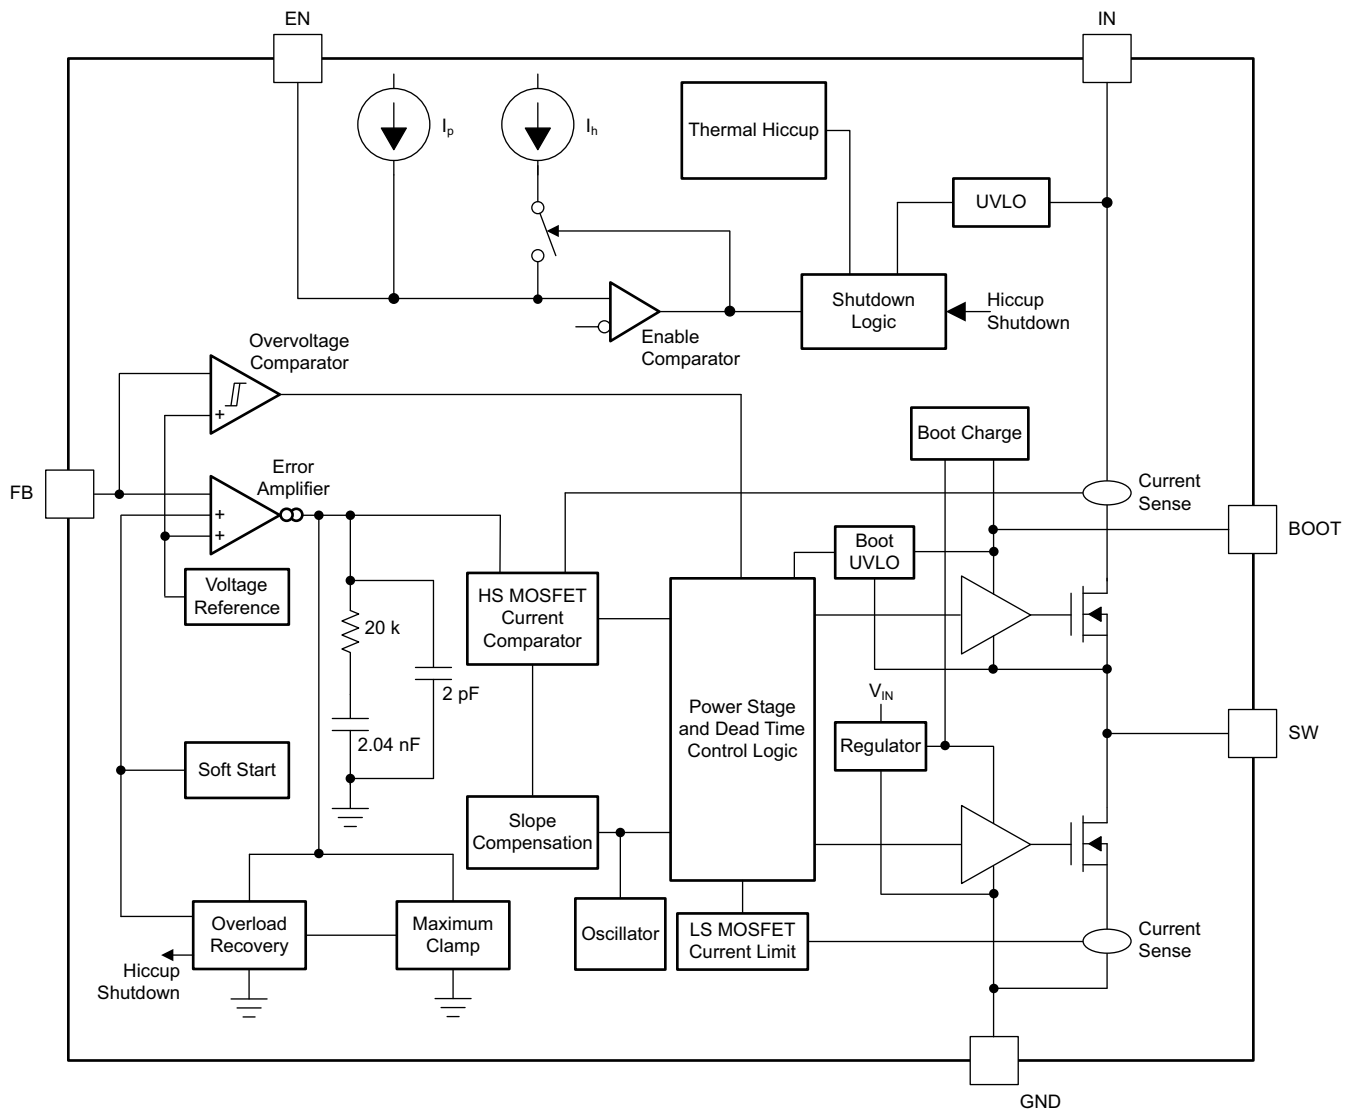 EN
IN
Ip
Ih
Thermal Hiccup
UVLO
Shutdown
Logic
Hiccup
Shutdown
Enable
Comparator
Overvoltage
Comparator
+
Boot Charge
FB
Error
Amplifier
+
+
Current
Sense
BOOT
Boot
UVLO
Voltage
Reference
HS MOSFET
Current
Comparator
20 k
2 pF
2.04 nF
Power Stage
and Dead Time
Control Logic
VIN
Regulator
SW
Soft Start
Slope
Compensation
Overload
Recovery
Maximum
Clamp
Oscillator
LS MOSFET
Current Limit
Current
Sense
Hiccup
Shutdown
GND